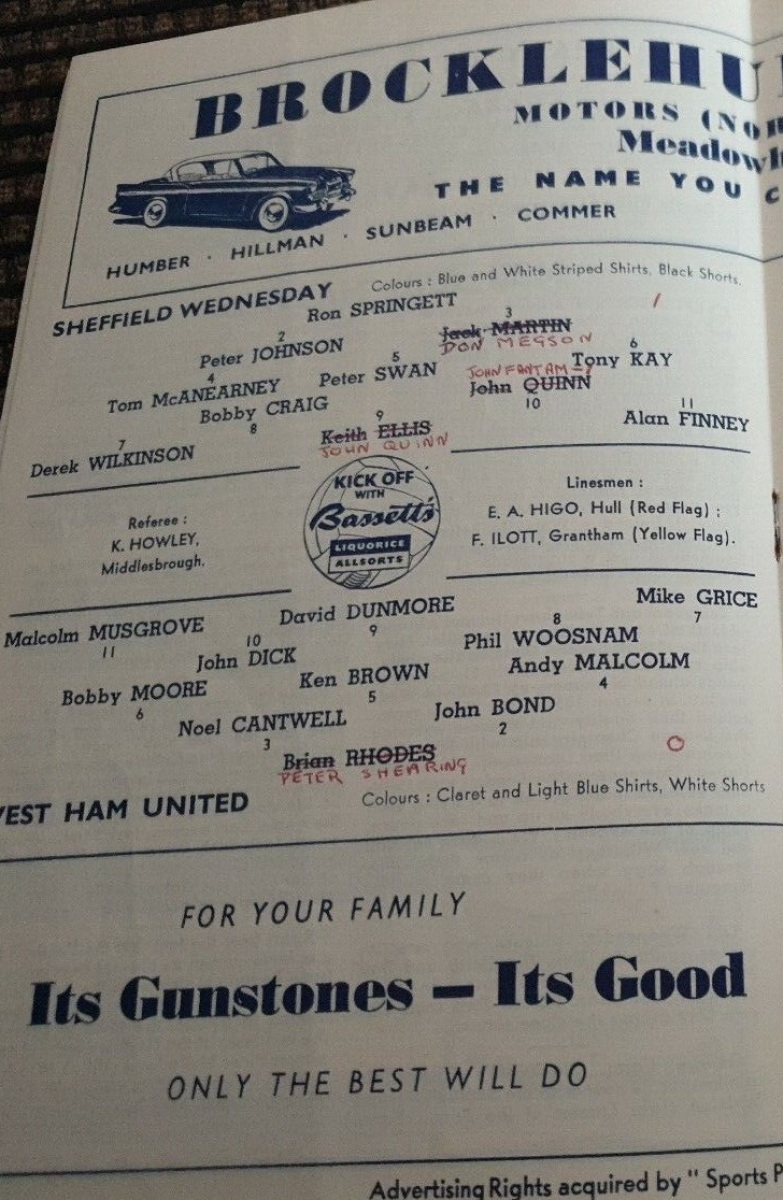 BROCKLEHU
MOTORS (NOR
Meadowh
THE NAME YOU C
HUMBER · HILLMAN · SUNBEAM · COMMER
SHEFFIELD WEDNESDAY
Colours : Blue and White Striped Shirts, Black Shorts.
1
Ron SPRINGETT
2
3
Peter JOHNSON
Jack MARTIN
DON MEGSON
4
5
6
Tom McANEARNEY
Peter SWAN
JOHN FANTAM
Tony KAY
Bobby CRAIG
John QUINN
8
9
10
11
7
Derek WILKINSON
Keith ELLIS
JOHN QUINN
Alan FINNEY
Referee :
K. HOWLEY,
Middlesbrough.
KICK OFF
WITH
Bassett's
LIQUORICE
ALLSORTS
Linesmen :
E. A. HIGO, Hull (Red Flag) ;
F. ILOTT, Grantham (Yellow Flag).
Malcolm MUSGROVE
David DUNMORE
Mike GRICE
11
10
9
8
7
John DICK
Phil WOOSNAM
Bobby MOORE
Ken BROWN
Andy MALCOLM
6
5
4
Noel CANTWELL
John BOND
3
2
Brian RHODES
PETER SHEARING
0
WEST HAM UNITED
Colours : Claret and Light Blue Shirts, White Shorts
FOR YOUR FAMILY
Its Gunstones — Its Good
ONLY THE BEST WILL DO
Advertising Rights acquired by " Sports P